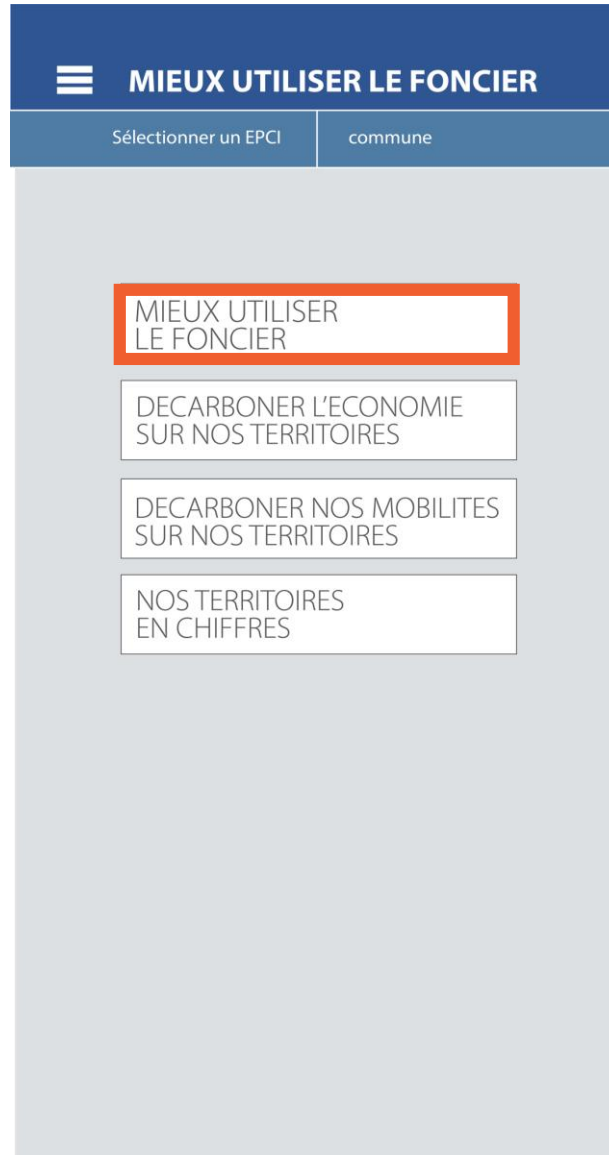 MIEUX UTILISER LE FONCIER
Sélectionner un EPCI
commune
MIEUX UTILISER
LE FONCIER
DECARBONER L'ECONOMIE
SUR NOS TERRITOIRES
DECARBONER NOS MOBILITES
SUR NOS TERRITOIRES
NOS TERRITOIRES
EN CHIFFRES